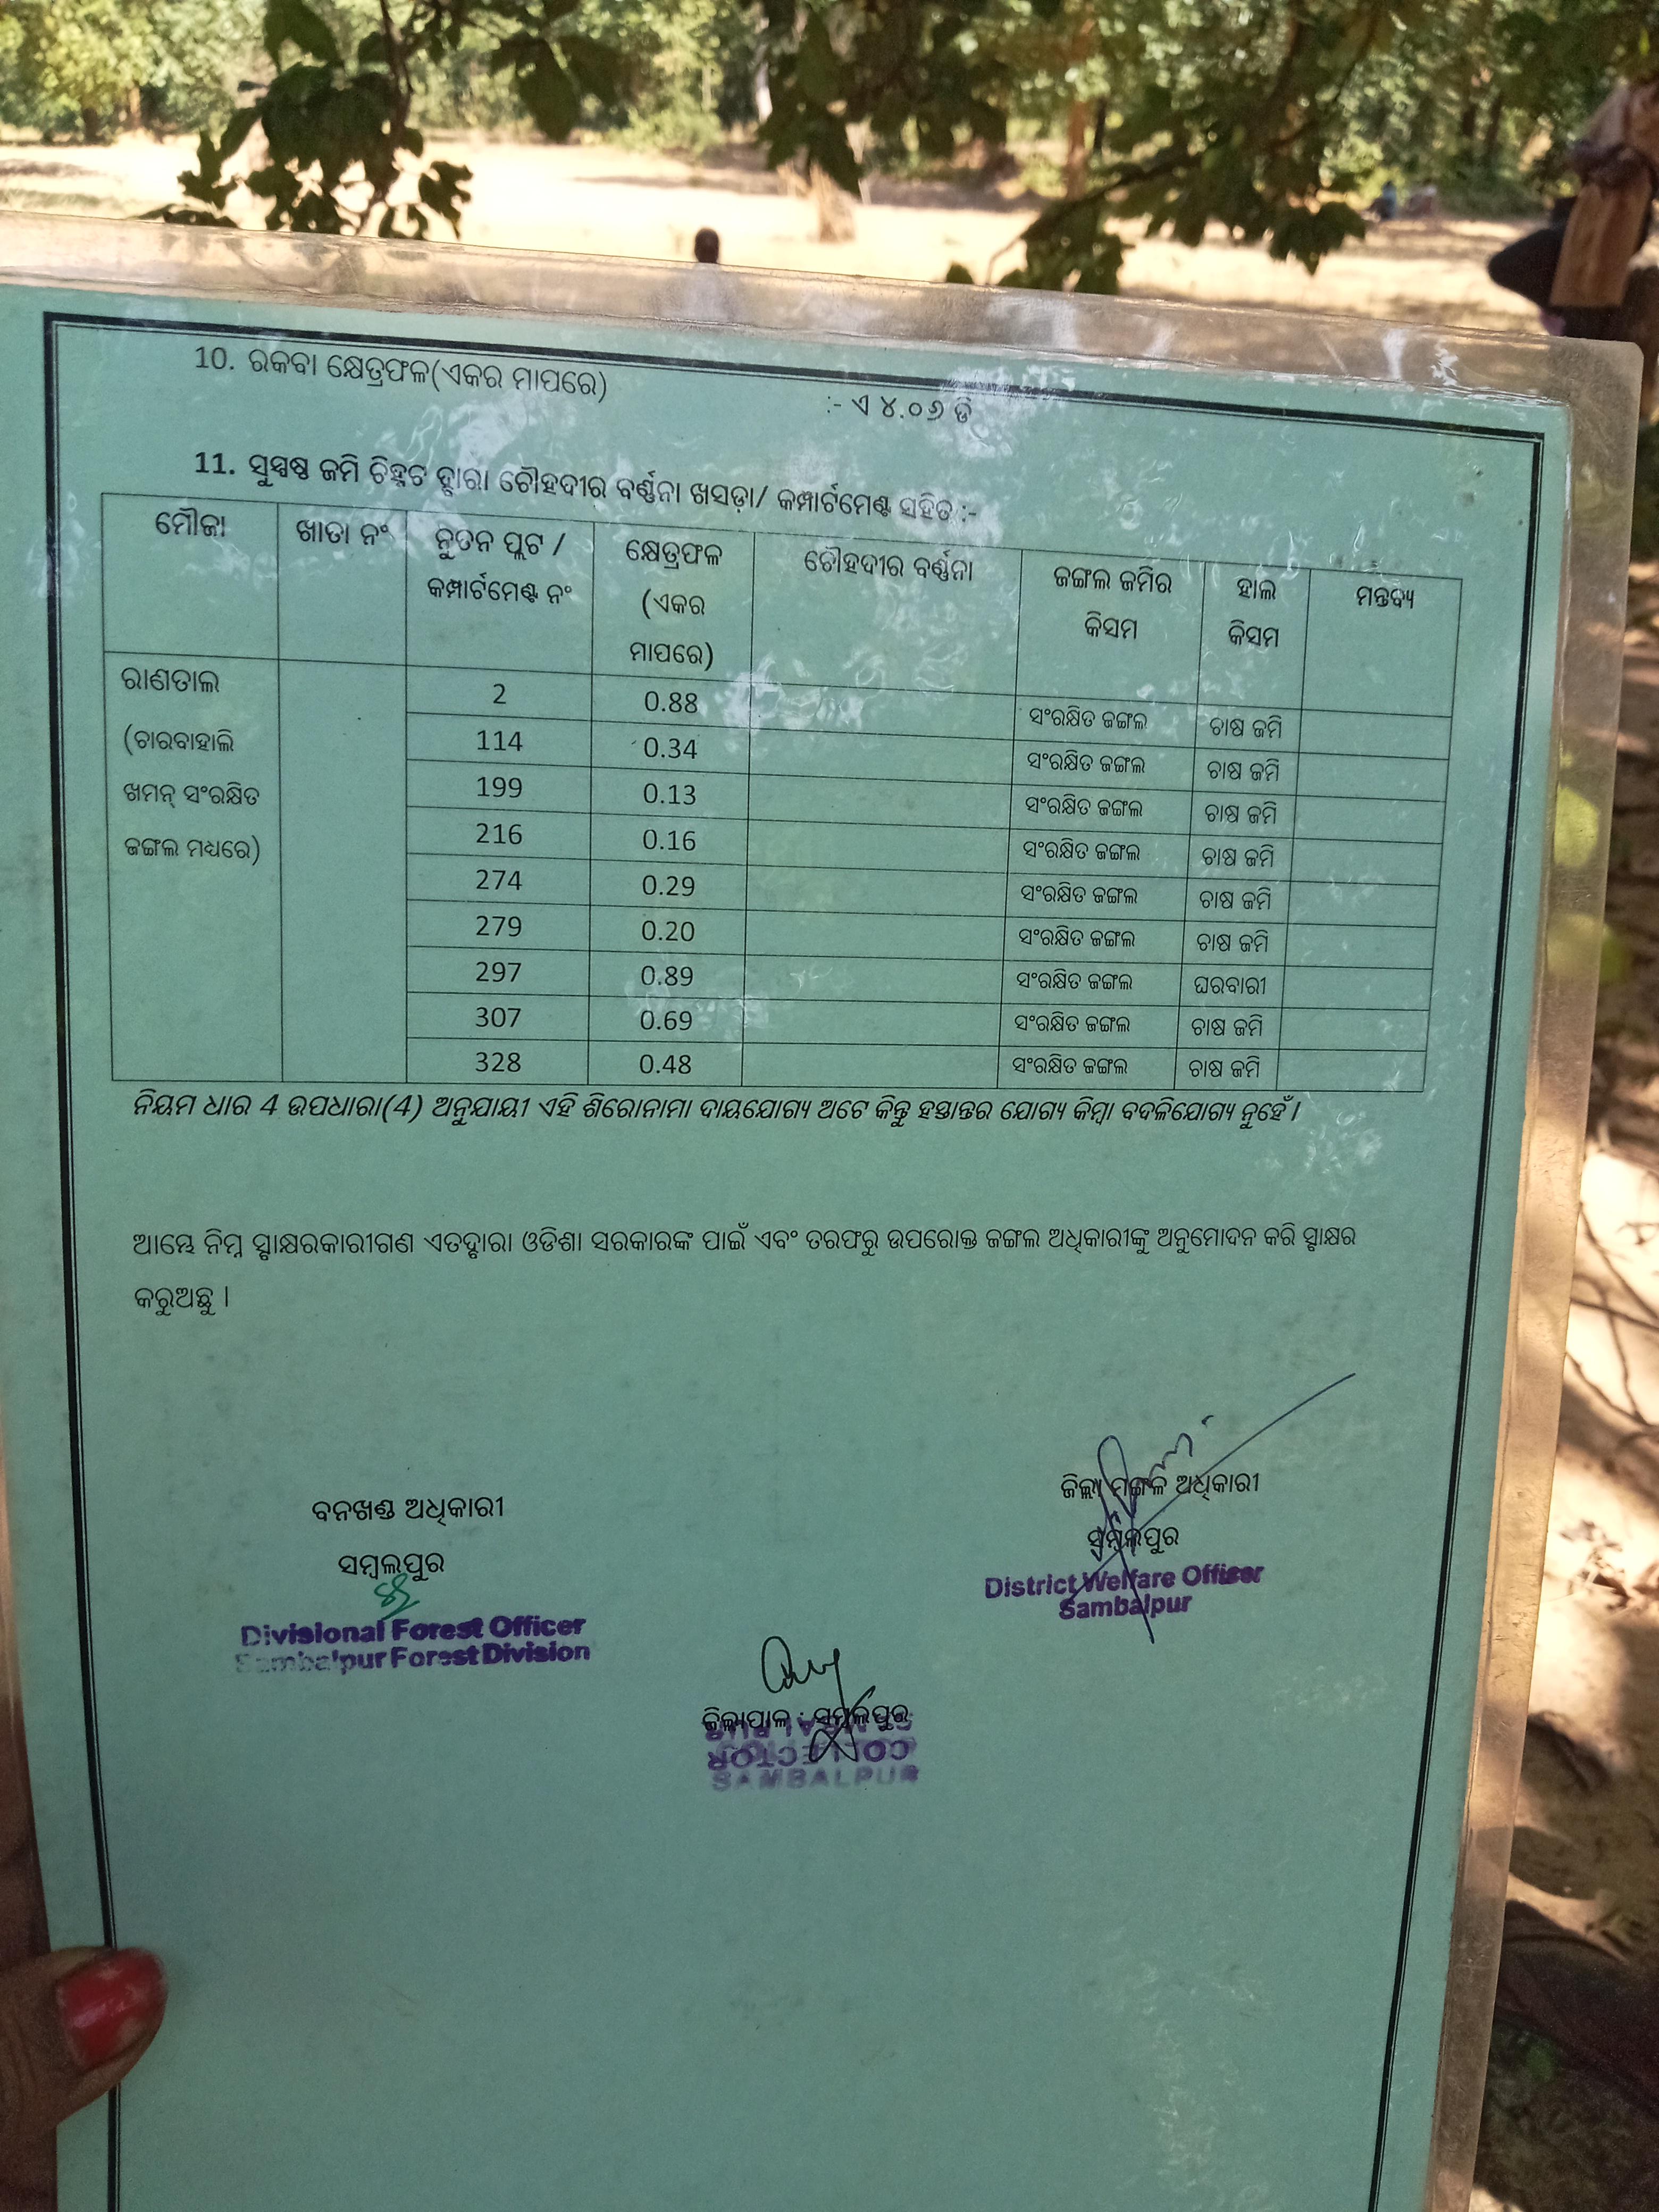 10. ରକବା କ୍ଷେତ୍ରଫଳ(ଏକର ମାପରେ) :- ଏ ୪.୦୬ ଡି
11. ସୁସ୍ପଷ୍ଠ ଜମି ଚିହ୍ନଟ ଦ୍ବାରା ଚୌହଦୀର ବର୍ଣ୍ଣନା ଖସଡ଼ା/ କମ୍ପାର୍ଟମେଣ୍ଟ ସହିତ :-
ମୌଜା ଖାତା ନଂ ନୁତନ ପ୍ଲଟ / କମ୍ପାର୍ଟମେଣ୍ଟ ନଂ କ୍ଷେତ୍ରଫଳ (ଏକର ମାପରେ) ଚୌହଦୀର ବର୍ଣ୍ଣନା ଜଙ୍ଗଲ ଜମିର କିସମ ହାଲ କିସମ ମନ୍ତବ୍ୟ
ରାଣତାଲ
(ଚାରବାହାଲି
ଖମନ୍ ସଂରକ୍ଷିତ
ଜଙ୍ଗଲ ମଧ୍ୟରେ)
2 0.88 ସଂରକ୍ଷିତ ଜଙ୍ଗଲ ଚାଷ ଜମି
114 0.34 ସଂରକ୍ଷିତ ଜଙ୍ଗଲ ଚାଷ ଜମି
199 0.13 ସଂରକ୍ଷିତ ଜଙ୍ଗଲ ଚାଷ ଜମି
216 0.16 ସଂରକ୍ଷିତ ଜଙ୍ଗଲ ଚାଷ ଜମି
274 0.29 ସଂରକ୍ଷିତ ଜଙ୍ଗଲ ଚାଷ ଜମି
279 0.20 ସଂରକ୍ଷିତ ଜଙ୍ଗଲ ଚାଷ ଜମି
297 0.89 ସଂରକ୍ଷିତ ଜଙ୍ଗଲ ଘରବାରୀ
307 0.69 ସଂରକ୍ଷିତ ଜଙ୍ଗଲ ଚାଷ ଜମି
328 0.48 ସଂରକ୍ଷିତ ଜଙ୍ଗଲ ଚାଷ ଜମି
ନିୟମ ଧାର 4 ଉପଧାରା(4) ଅନୁଯାୟୀ ଏହି ଶିରୋନାମା ଦାୟଯୋଗ୍ୟ ଅଟେ କିନ୍ତୁ ହସ୍ତାନ୍ତର ଯୋଗ୍ୟ କିମ୍ବା ବଦଳିଯୋଗ୍ୟ ନୁହେଁ ।
ଆମ୍ଭେ ନିମ୍ନ ସ୍ବାକ୍ଷରକାରୀଗଣ ଏତଦ୍ବାରା ଓଡିଶା ସରକାରଙ୍କ ପାଇଁ ଏବଂ ତରଫରୁ ଉପରୋକ୍ତ ଜଙ୍ଗଲ ଅଧିକାରୀଙ୍କୁ ଅନୁମୋଦନ କରି ସ୍ବାକ୍ଷର
କରୁଅଛୁ ।
ବନଖଣ୍ଡ ଅଧିକାରୀ
ସମ୍ବଲପୁର
Divisional Forest Officer
Sambalpur Forest Division
ଜିଲ୍ଲା ମଙ୍ଗଳ ଅଧିକାରୀ
ସମ୍ବଲପୁର
District Welfare Officer
Sambalpur
ଜିଲ୍ଲାପାଳ : ସମ୍ବଲପୁର
COLLECTOR
SAMBALPUR